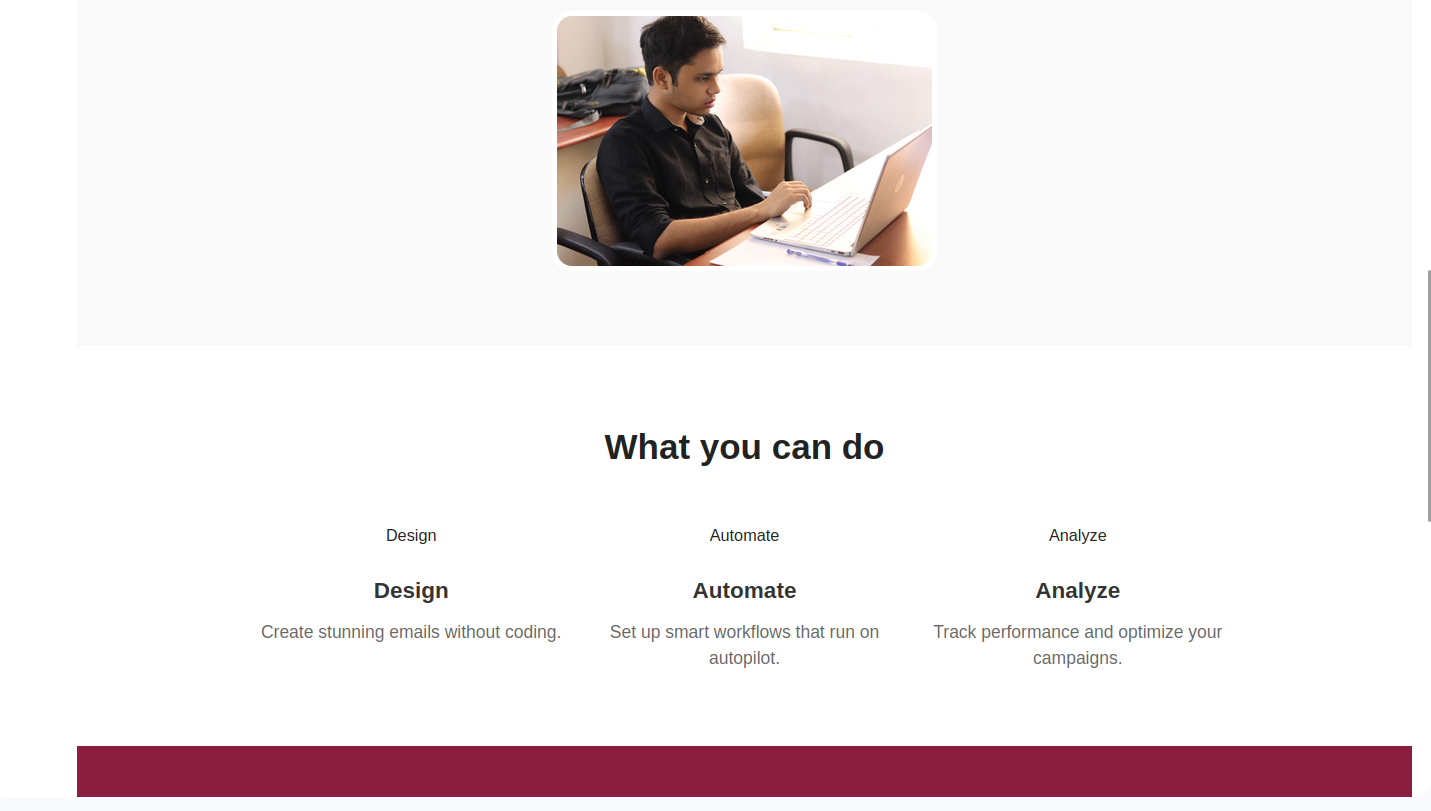 What you can do
Design
Automate
Analyze
Design
Automate
Analyze
Create stunning emails without coding.
Set up smart workflows that run on
autopilot.
Track performance and optimize your
campaigns.